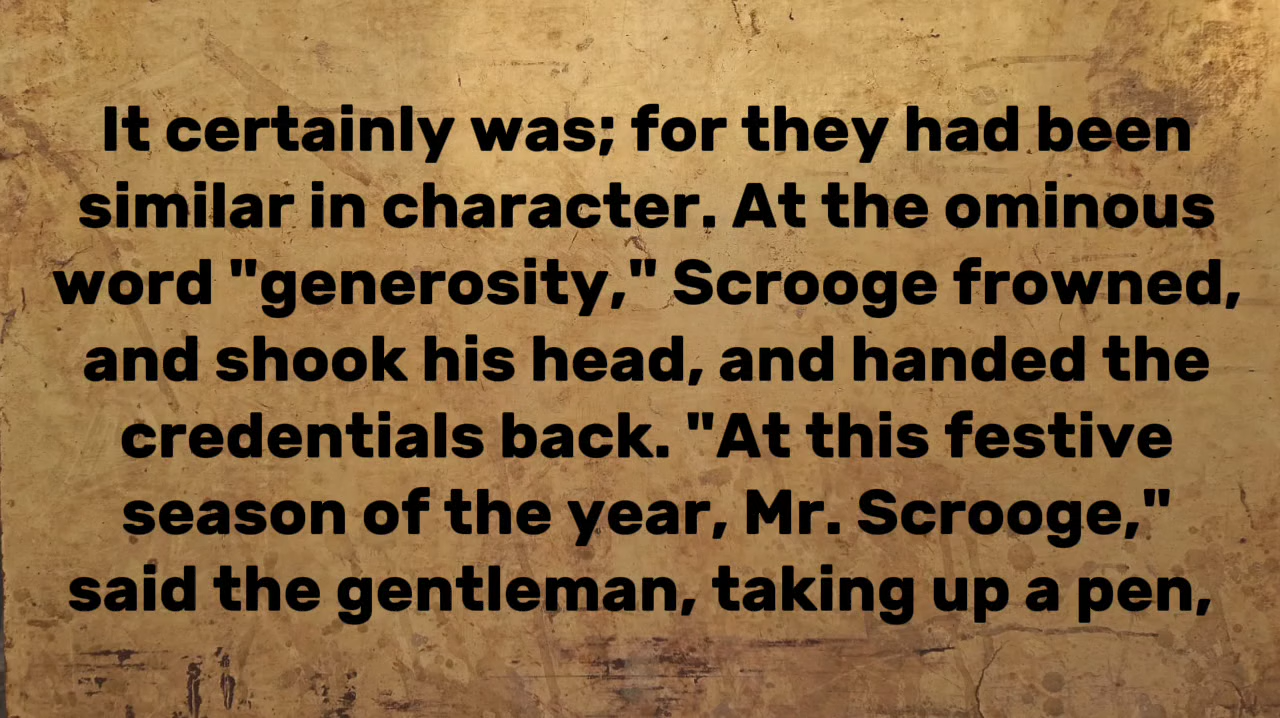 It certainly was; for they had been
similar in character. At the ominous
word "generosity," Scrooge frowned,
and shook his head, and handed the
credentials back. "At this festive
season of the year, Mr. Scrooge,"
said the gentleman, taking up a pen,